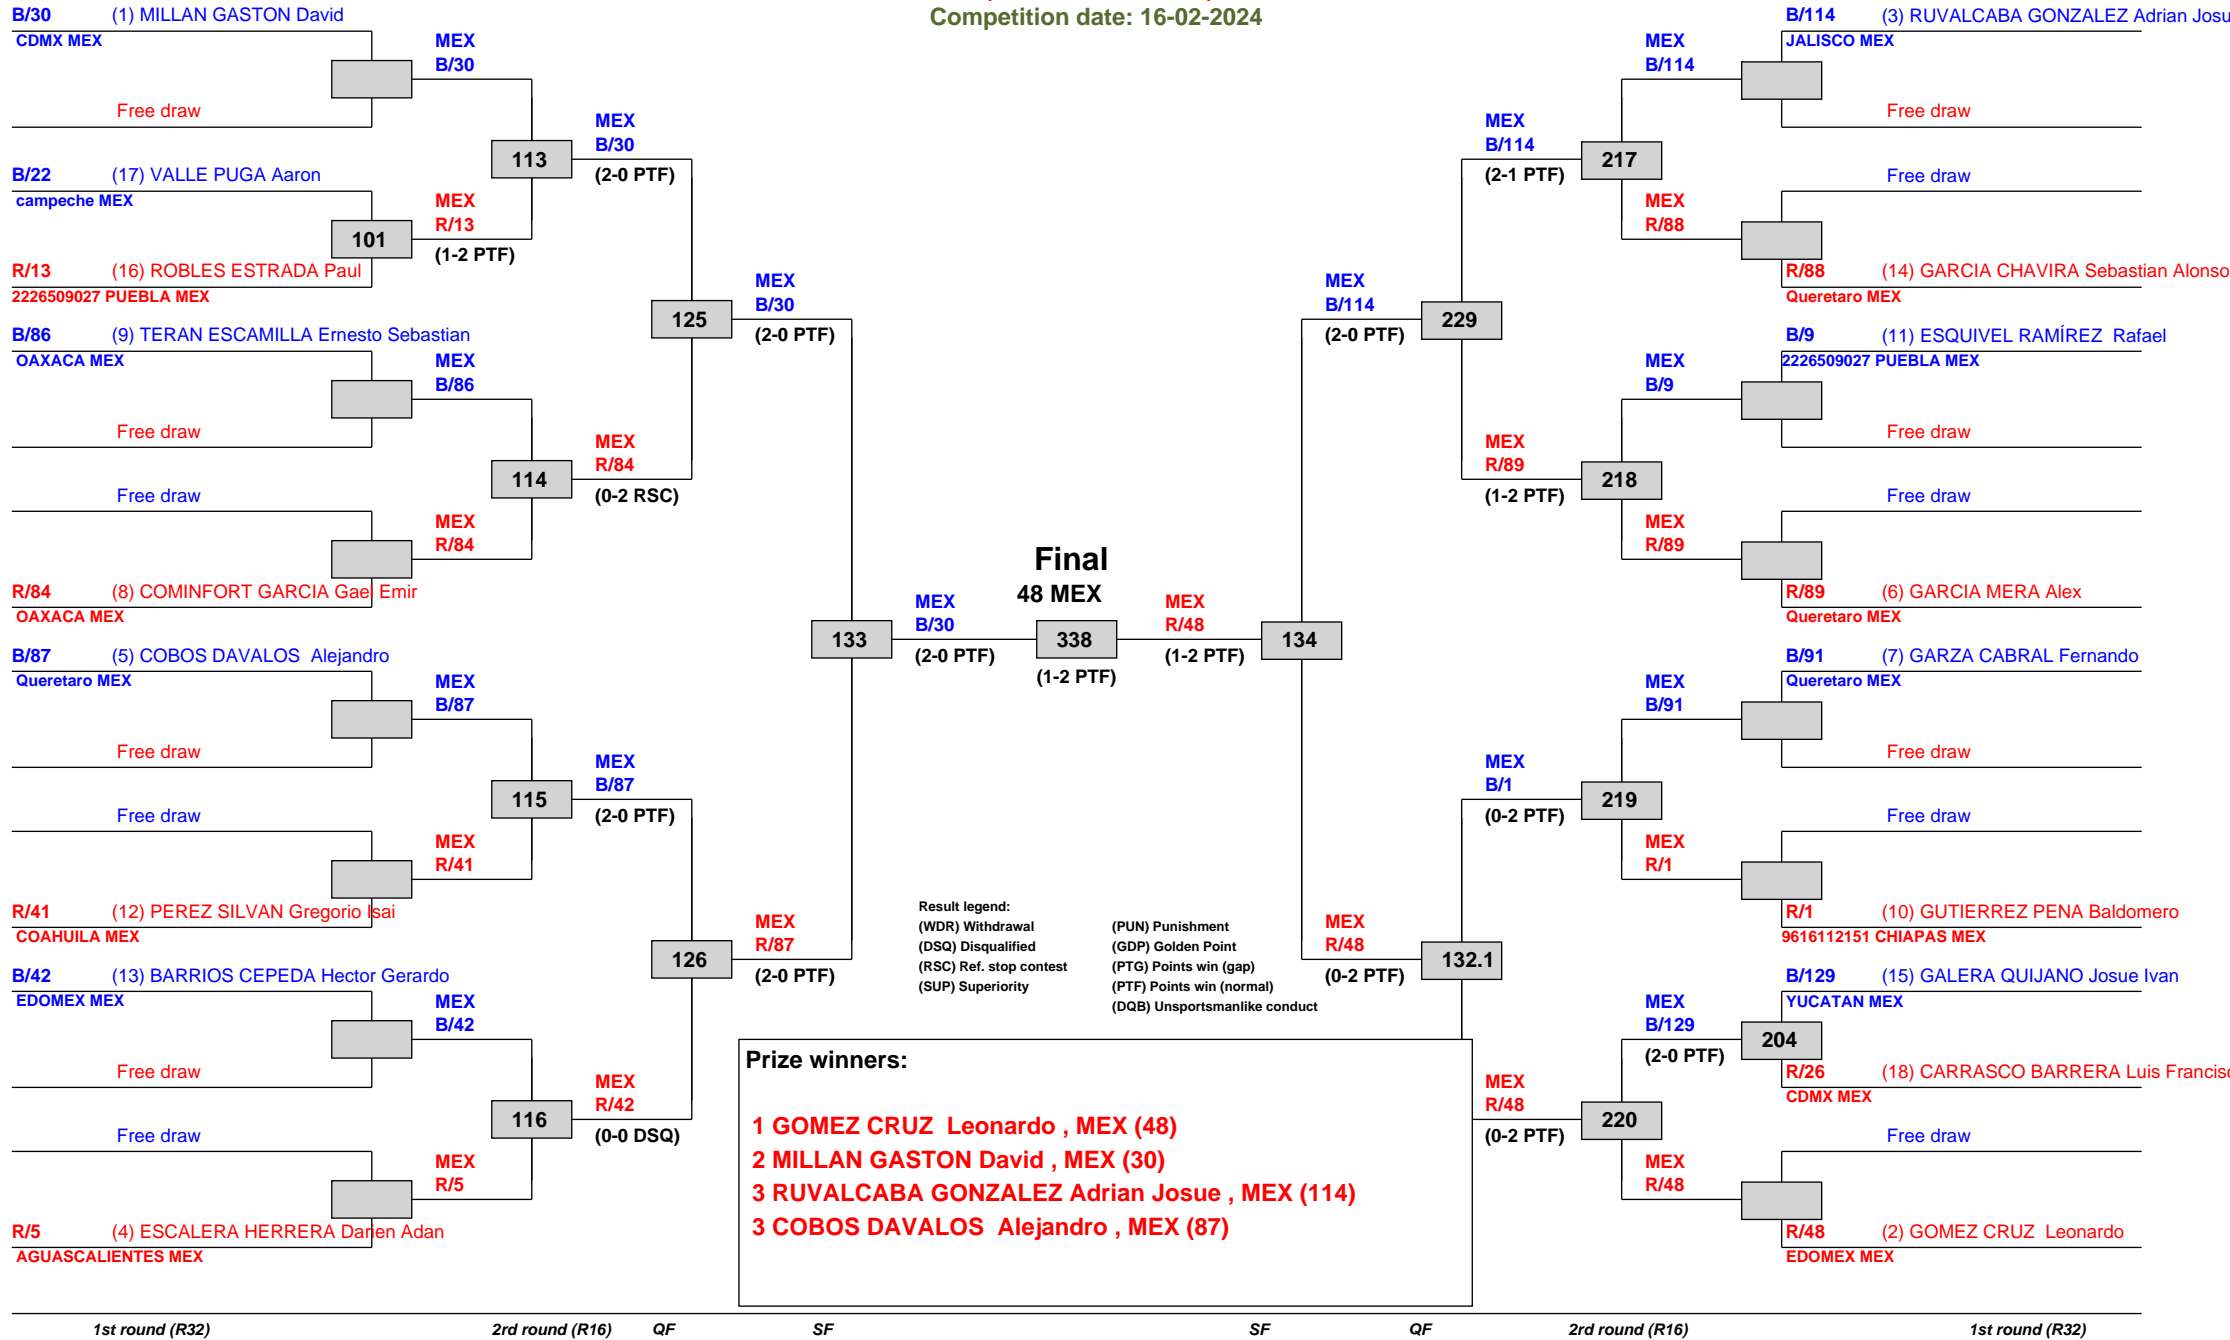 Competition date: 16-02-2024
B/30 (1) MILLAN GASTON David
CDMX MEX
MEX
B/30
Free draw
MEX
B/30
113
(2-0 PTF)
B/22 (17) VALLE PUGA Aaron
campeche MEX
MEX
R/13
101
(1-2 PTF)
R/13 (16) ROBLES ESTRADA Paul
2226509027 PUEBLA MEX
MEX
B/30
125
(2-0 PTF)
B/86 (9) TERAN ESCAMILLA Ernesto Sebastian
OAXACA MEX
MEX
B/86
Free draw
MEX
R/84
114
(0-2 RSC)
Free draw
MEX
R/84
R/84 (8) COMINFORT GARCIA Gael Emir
OAXACA MEX
133
MEX
B/30
(2-0 PTF)
B/87 (5) COBOS DAVALOS Alejandro
Queretaro MEX
MEX
B/87
Free draw
MEX
B/87
115
(2-0 PTF)
Free draw
MEX
R/41
R/41 (12) PEREZ SILVAN Gregorio Isai
COAHUILA MEX
MEX
R/87
126
(2-0 PTF)
B/42 (13) BARRIOS CEPEDA Hector Gerardo
EDOMEX MEX
MEX
B/42
Free draw
MEX
R/42
116
(0-0 DSQ)
Free draw
MEX
R/5
R/5 (4) ESCALERA HERRERA Darien Adan
AGUASCALIENTES MEX
Final
48 MEX
338
(1-2 PTF)
MEX
R/48
(1-2 PTF)
134
B/114 (3) RUVALCABA GONZALEZ Adrian Josu
JALISCO MEX
MEX
B/114
Free draw
MEX
B/114
217
(2-1 PTF)
Free draw
MEX
R/88
R/88 (14) GARCIA CHAVIRA Sebastian Alonso
Queretaro MEX
MEX
B/114
229
(2-0 PTF)
B/9 (11) ESQUIVEL RAMÍREZ Rafael
2226509027 PUEBLA MEX
MEX
B/9
Free draw
MEX
R/89
218
(1-2 PTF)
Free draw
MEX
R/89
R/89 (6) GARCIA MERA Alex
Queretaro MEX
B/91 (7) GARZA CABRAL Fernando
Queretaro MEX
MEX
B/91
Free draw
MEX
B/1
219
(0-2 PTF)
Free draw
MEX
R/1
R/1 (10) GUTIERREZ PENA Baldomero
9616112151 CHIAPAS MEX
MEX
R/48
132.1
(0-2 PTF)
B/129 (15) GALERA QUIJANO Josue Ivan
YUCATAN MEX
MEX
B/129
204
(2-0 PTF)
R/26 (18) CARRASCO BARRERA Luis Francis
CDMX MEX
MEX
R/48
220
(0-2 PTF)
Free draw
MEX
R/48
R/48 (2) GOMEZ CRUZ Leonardo
EDOMEX MEX
Result legend:
(WDR) Withdrawal (PUN) Punishment
(DSQ) Disqualified (GDP) Golden Point
(RSC) Ref. stop contest (PTG) Points win (gap)
(SUP) Superiority (PTF) Points win (normal)
(DQB) Unsportsmanlike conduct
Prize winners:
1 GOMEZ CRUZ Leonardo , MEX (48)
2 MILLAN GASTON David , MEX (30)
3 RUVALCABA GONZALEZ Adrian Josue , MEX (114)
3 COBOS DAVALOS Alejandro , MEX (87)
1st round (R32) 2rd round (R16) QF SF SF QF 2rd round (R16) 1st round (R32)